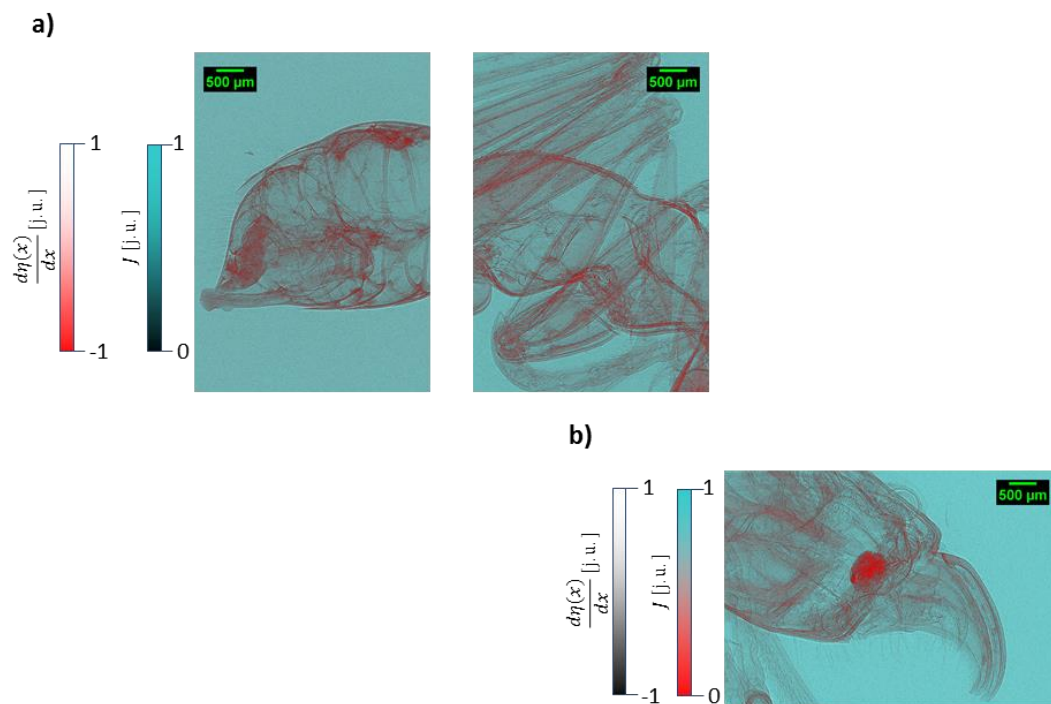 a)
500 µm
500 µm
1
1
dη(x)
dx
[j. u.]
J [j. u.]
-1
0
b)
500 µm
1
1
dη(x)
dx
[j. u.]
J [j. u.]
-1
0